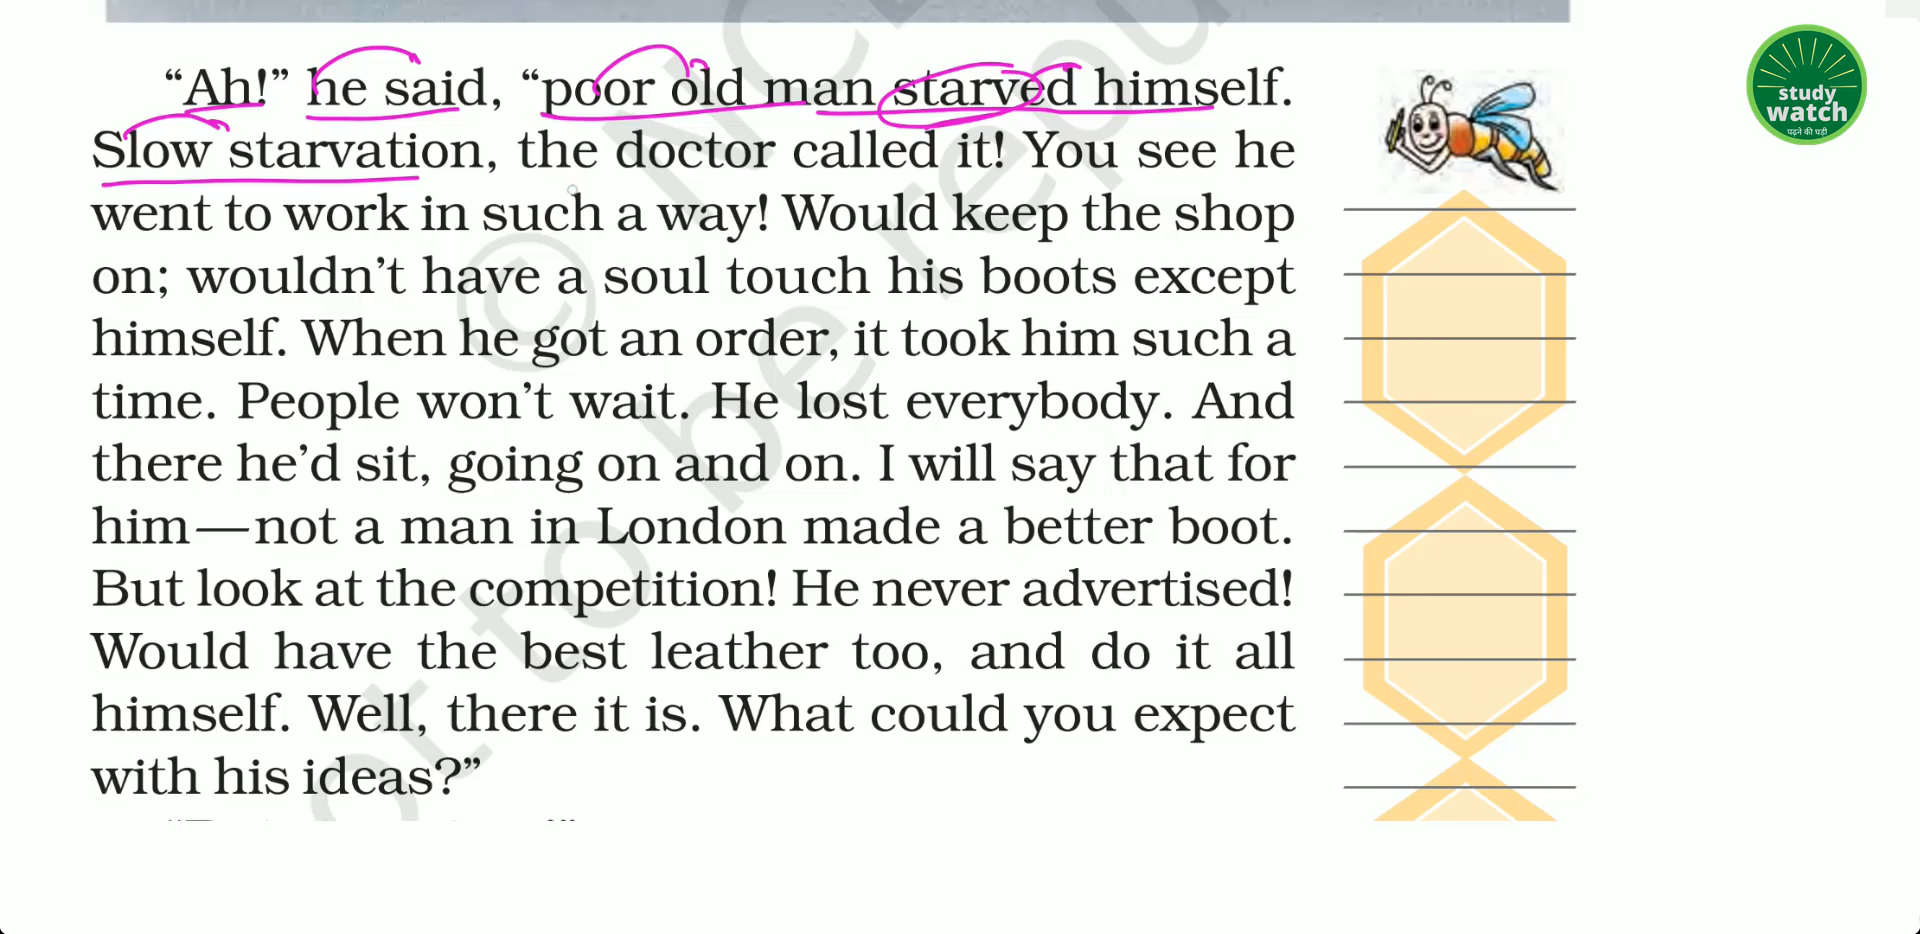 “Ah!” he said, “poor old man starved himself.
Slow starvation, the doctor called it! You see he
went to work in such a way! Would keep the shop
on; wouldn’t have a soul touch his boots except
himself. When he got an order, it took him such a
time. People won’t wait. He lost everybody. And
there he’d sit, going on and on. I will say that for
him—not a man in London made a better boot.
But look at the competition! He never advertised!
Would have the best leather too, and do it all
himself. Well, there it is. What could you expect
with his ideas?”
study
watch
पढ़ने की घड़ी